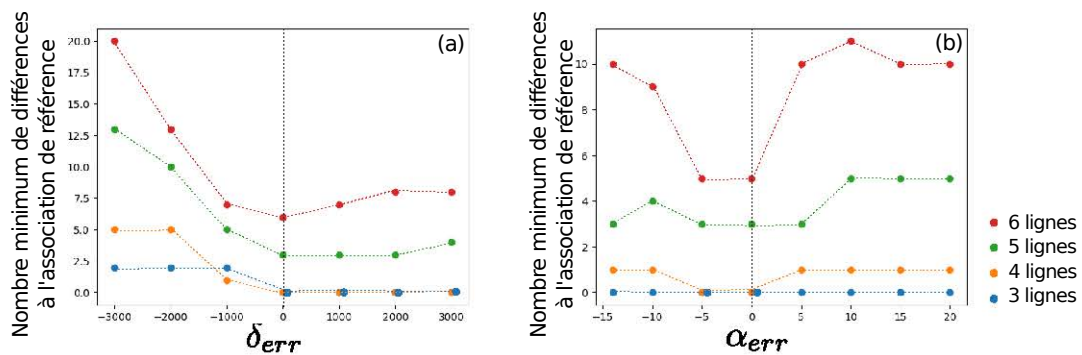 Nombre minimum de différences
à l'association de référence
(a)
20.0
17.5
15.0
12.5
10.0
7.5
5.0
2.5
0.0
−3000 −2000 −1000 0 1000 2000 3000
δerr
Nombre minimum de différences
à l'association de référence
(b)
10
8
6
4
2
0
−15 −10 −5 0 5 10 15 20
αerr
6 lignes
5 lignes
4 lignes
3 lignes